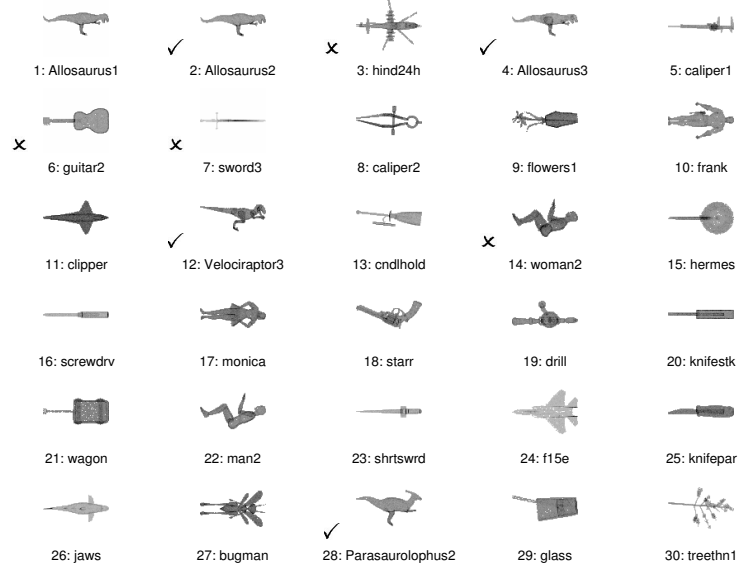 1: Allosaurus1
2: Allosaurus2
3: hind24h
4: Allosaurus3
5: caliper1
6: guitar2
7: sword3
8: caliper2
9: flowers1
10: frank
11: clipper
12: Velociraptor3
13: cndlhold
14: woman2
15: hermes
16: screwdrv
17: monica
18: starr
19: drill
20: knifestk
21: wagon
22: man2
23: shrtswrd
24: f15e
25: knifepar
26: jaws
27: bugman
28: Parasaurolophus2
29: glass
30: treethn1